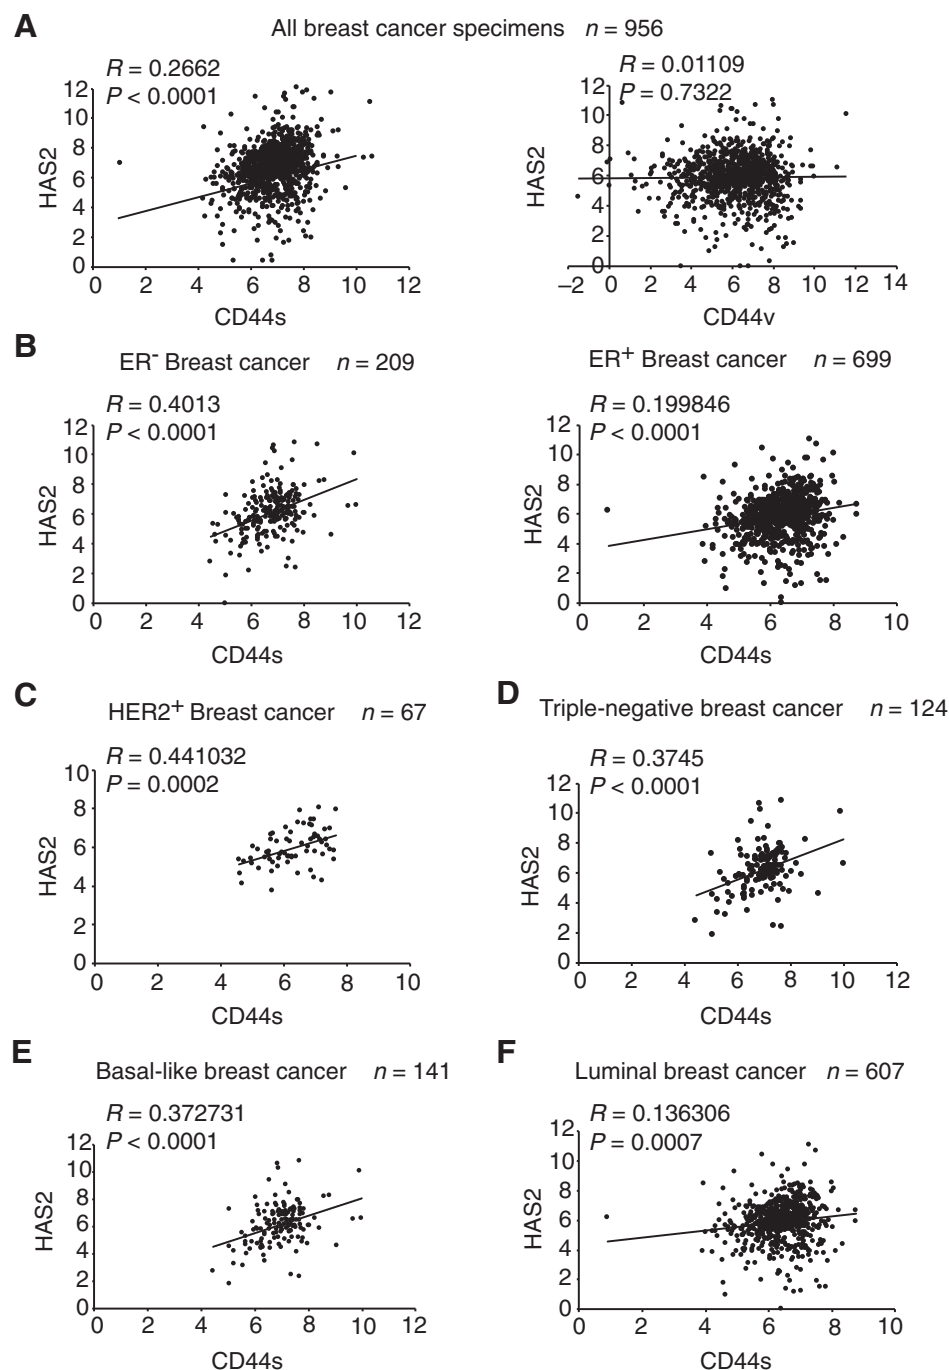 A
All breast cancer specimens n = 956
R = 0.2662
P < 0.0001
12
10
8
6
4
2
0
HAS2
0 2 4 6 8 10 12
CD44s
R = 0.01109
P = 0.7322
12
10
8
6
4
2
0
HAS2
–2 0 2 4 6 8 10 12 14
CD44v
B
ER- Breast cancer n = 209
R = 0.4013
P < 0.0001
12
10
8
6
4
2
0
HAS2
0 2 4 6 8 10 12
CD44s
ER+ Breast cancer n = 699
R = 0.199846
P < 0.0001
12
10
8
6
4
2
0
HAS2
0 2 4 6 8 10
CD44s
C
HER2+ Breast cancer n = 67
R = 0.441032
P = 0.0002
10
8
6
4
2
0
HAS2
0 2 4 6 8 10
CD44s
D
Triple-negative breast cancer n = 124
R = 0.3745
P < 0.0001
12
10
8
6
4
2
0
HAS2
0 2 4 6 8 10 12
CD44s
E
Basal-like breast cancer n = 141
R = 0.372731
P < 0.0001
12
10
8
6
4
2
0
HAS2
0 2 4 6 8 10 12
CD44s
F
Luminal breast cancer n = 607
R = 0.136306
P = 0.0007
12
10
8
6
4
2
0
HAS2
0 2 4 6 8 10
CD44s